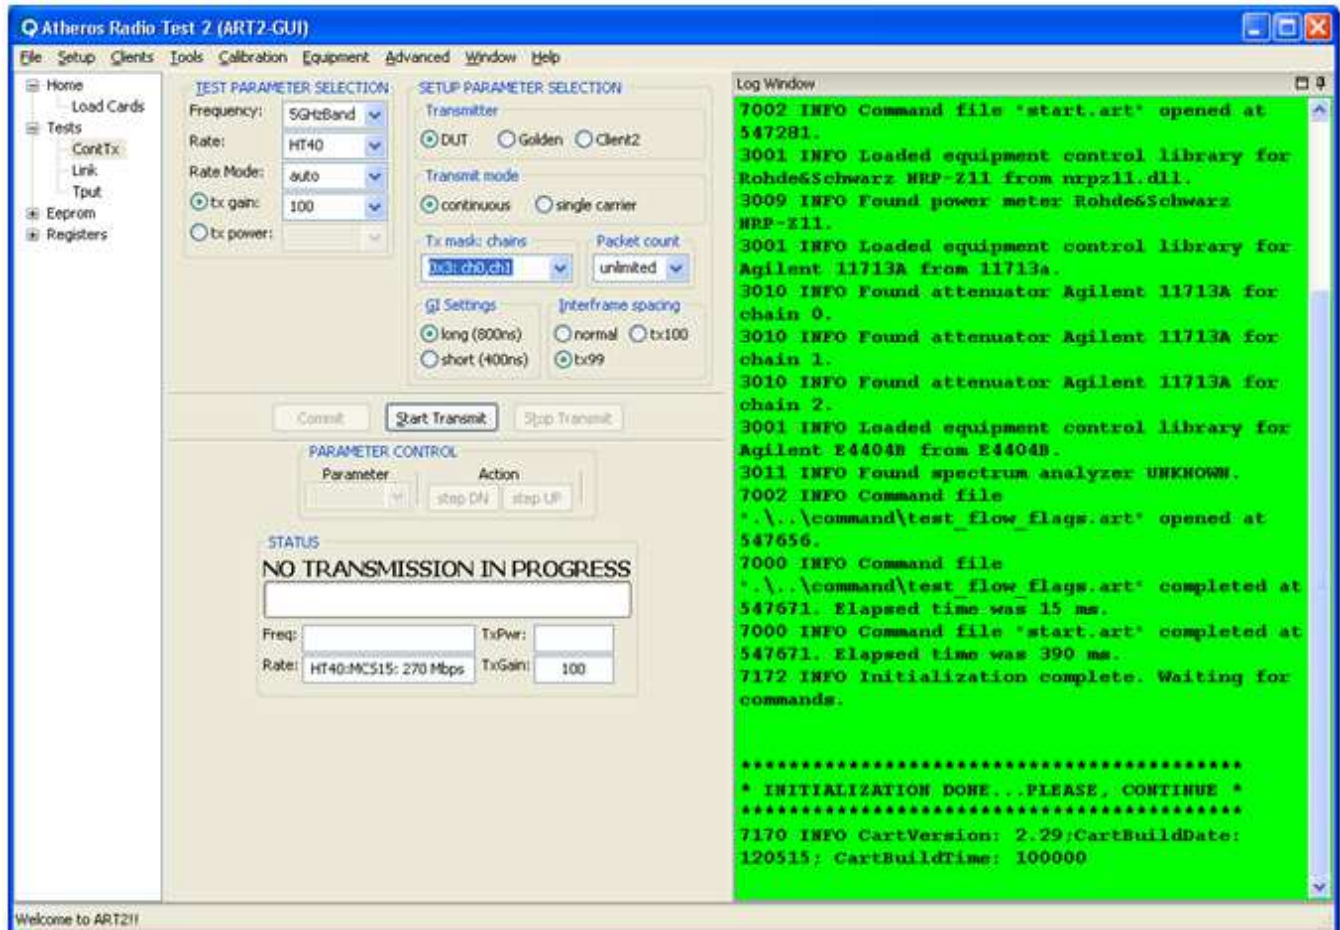 Atheros Radio Test 2 (ART2-GUI)
File Setup Clients Tools Calibration Equipment Advanced Window Help
Home
Load Cards
Tests
ContTx
Link
Tput
Eeprom
Registers
TEST PARAMETER SELECTION
Frequency: 5GHzBand
Rate: HT40
Rate Mode: auto
tx gain: 100
tx power:
SETUP PARAMETER SELECTION
Transmitter
DUT Golden Client2
Transmit mode
continuous single carrier
Tx mask: chains
0x3: ch0,ch1
Packet count
unlimited
GI Settings
long (800ns)
short (400ns)
Interframe spacing
normal tx100
tx99
Commit Start Transmit Stop Transmit
PARAMETER CONTROL
Parameter Action
step DN step UP
STATUS
NO TRANSMISSION IN PROGRESS
Freq: TxPwr:
Rate: HT40:MCS15: 270 Mbps TxGain: 100
Log Window
7002 INFO Command file "start.art" opened at
547281.
3001 INFO Loaded equipment control library for
Rohde&Schwarz NRP-Z11 from nrpz11.dll.
3009 INFO Found power meter Rohde&Schwarz
NRP-Z11.
3001 INFO Loaded equipment control library for
Agilent 11713A from 11713a.
3010 INFO Found attenuator Agilent 11713A for
chain 0.
3010 INFO Found attenuator Agilent 11713A for
chain 1.
3010 INFO Found attenuator Agilent 11713A for
chain 2.
3001 INFO Loaded equipment control library for
Agilent E4404B from E4404B.
3011 INFO Found spectrum analyzer UNKNOWN.
7002 INFO Command file
".\..\command\test_flow_flags.art" opened at
547656.
7000 INFO Command file
".\..\command\test_flow_flags.art" completed at
547671. Elapsed time was 15 ms.
7000 INFO Command file "start.art" completed at
547671. Elapsed time was 390 ms.
7172 INFO Initialization complete. Waiting for
commands.
*******************************************
* INITIALIZATION DONE...PLEASE, CONTINUE *
*******************************************
7170 INFO CartVersion: 2.29;CartBuildDate:
120515; CartBuildTime: 100000
Welcome to ART2!!